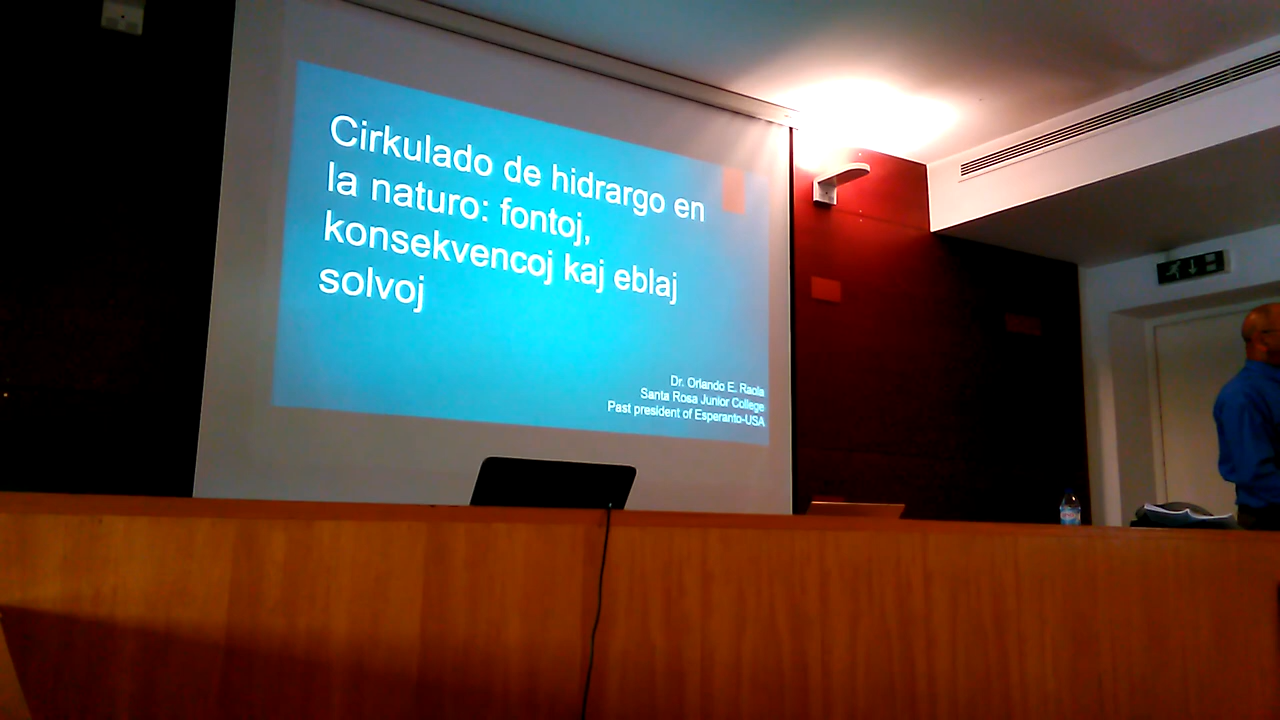 Cirkulado de hidrargo en
la naturo: fontoj,
konsekvencoj kaj eblaj
solvoj
Dr. Orlando E. Raola
Santa Rosa Junior College
Past president of Esperanto-USA